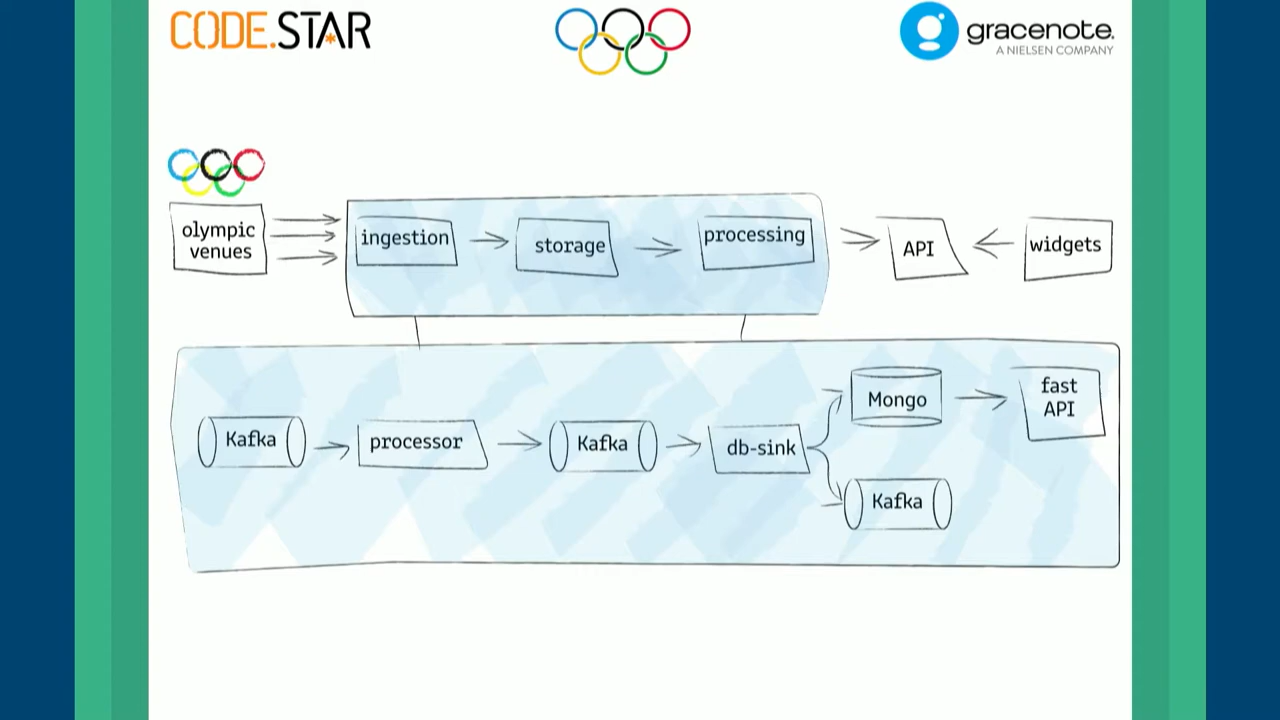 CODE.STAR
gracenote.
A NIELSEN COMPANY
olympic
venues
ingestion
storage
processing
API
widgets
Kafka
processor
Kafka
db-sink
Mongo
fast
API
Kafka